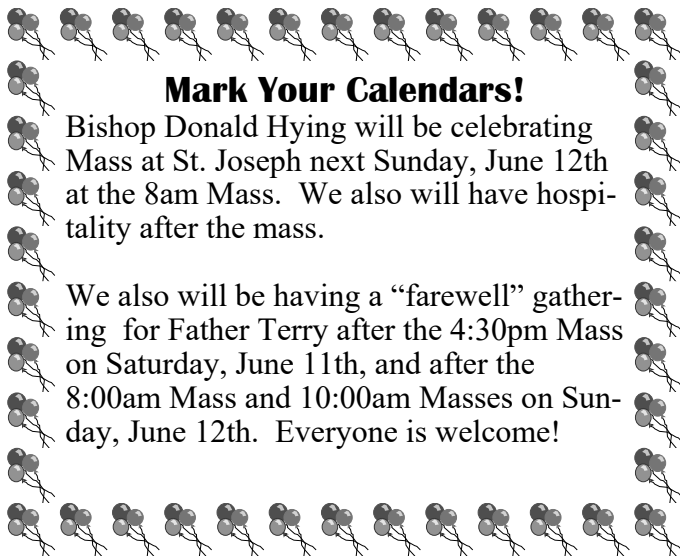 Mark Your Calendars!
Bishop Donald Hying will be celebrating
Mass at St. Joseph next Sunday, June 12th
at the 8am Mass.  We also will have hospi-
tality after the mass.
We also will be having a “farewell” gather-
ing  for Father Terry after the 4:30pm Mass
on Saturday, June 11th, and after the
8:00am Mass and 10:00am Masses on Sun-
day, June 12th.  Everyone is welcome!